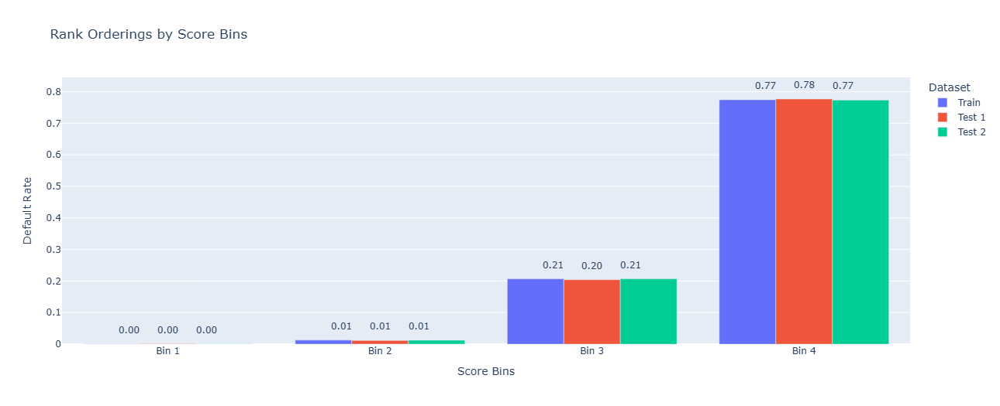 Rank Orderings by Score Bins
Dataset
Train
Test 1
Test 2
Default Rate
0.8
0.7
0.6
0.5
0.4
0.3
0.2
0.1
0
0.00 0.00 0.00
0.01 0.01 0.01
0.21 0.20 0.21
0.77 0.78 0.77
Bin 1 Bin 2 Bin 3 Bin 4
Score Bins